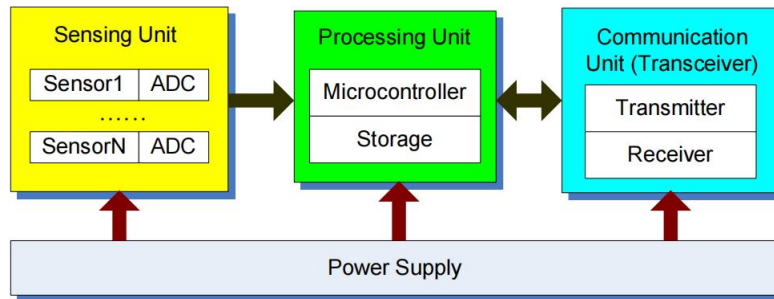 Sensing Unit
Sensor1 ADC
......
SensorN ADC
Processing Unit
Microcontroller
Storage
Communication
Unit (Transceiver)
Transmitter
Receiver
Power Supply